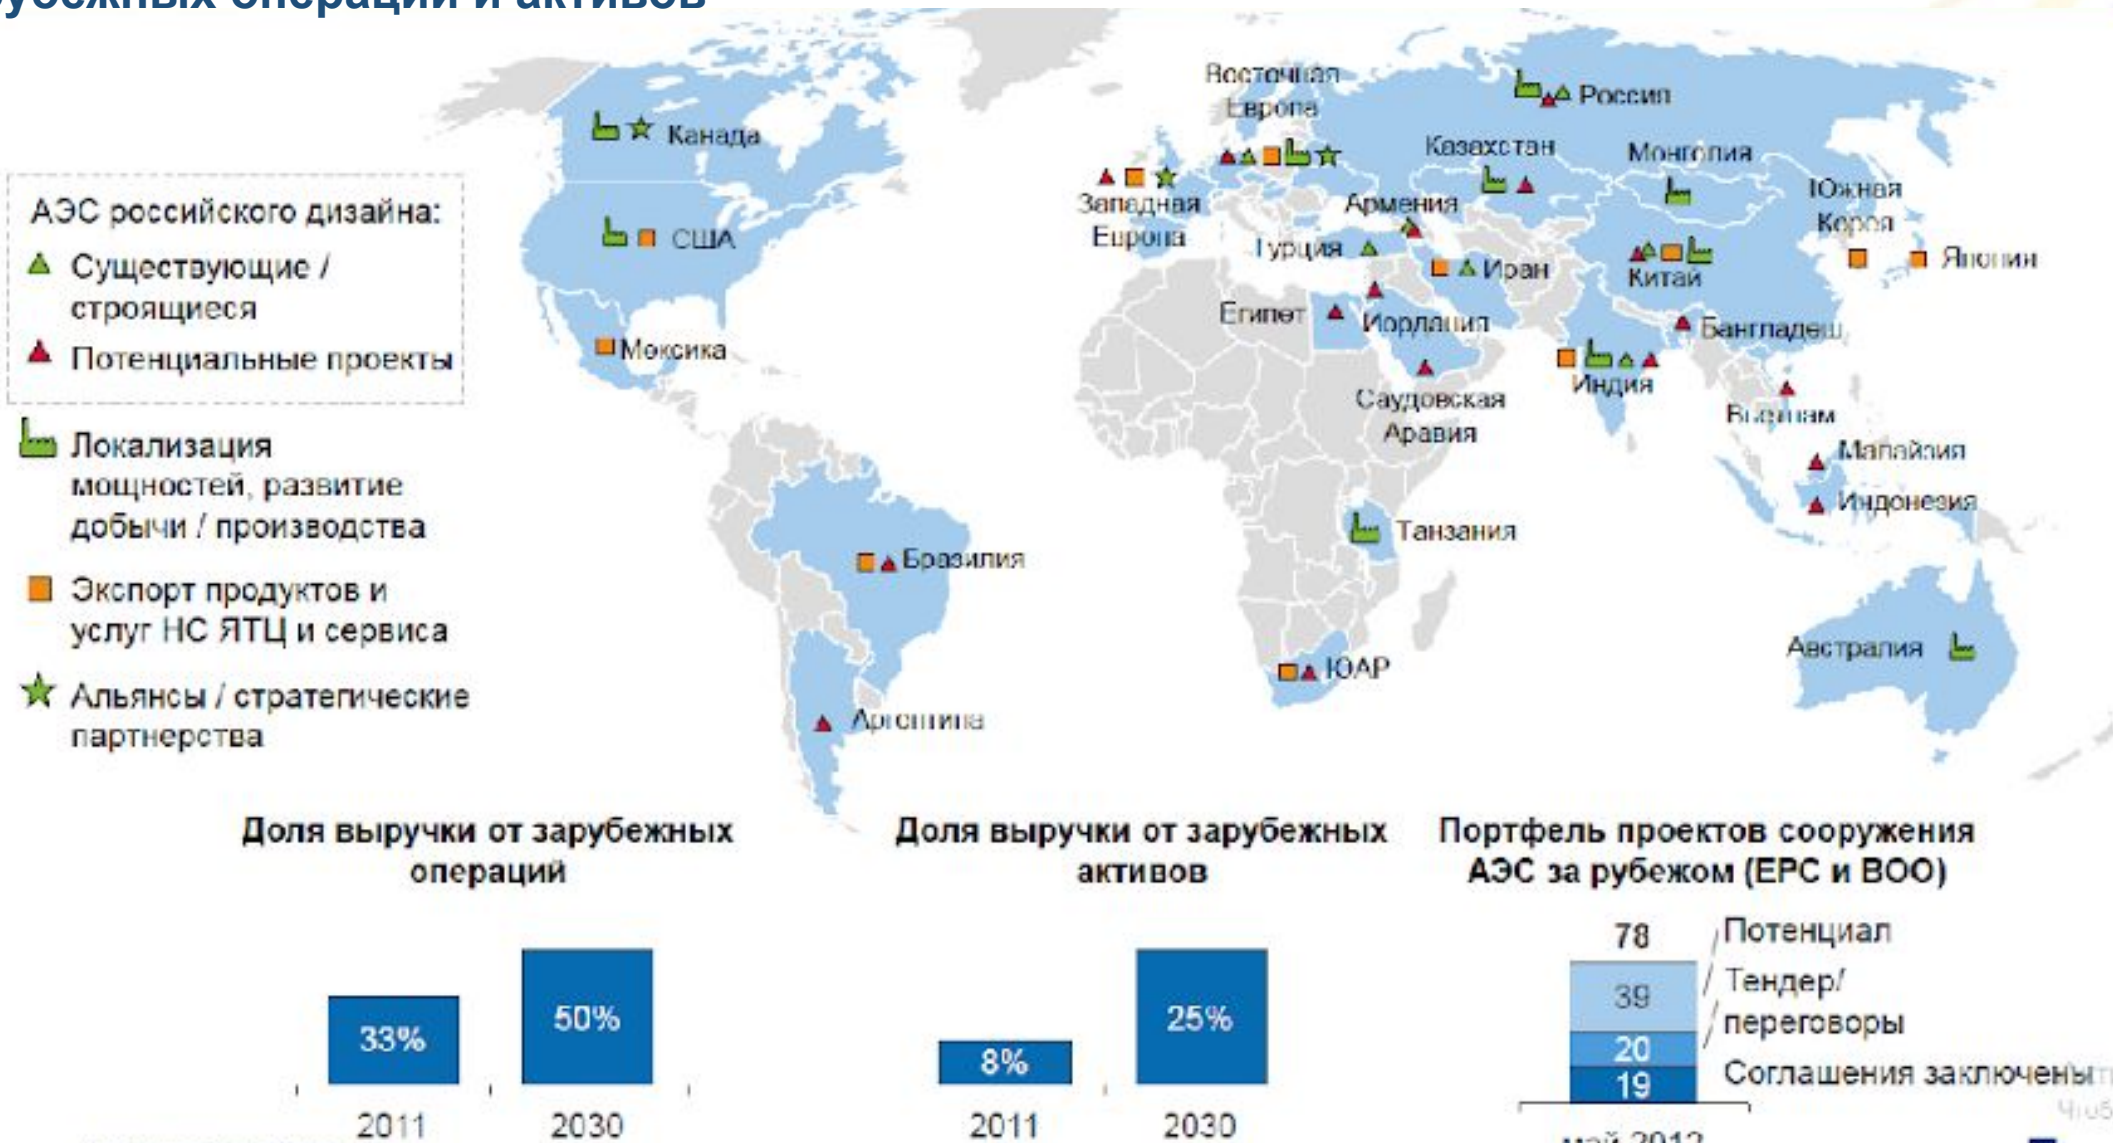 операций и активов
Восточная
Европа
Россия
Канада
Казахстан
Монголия
Западная
Европа
Армения
Южная
Корея
АЭС российского дизайна:
Существующие /
строящиеся
Потенциальные проекты
США
Турция
Иран
Китай
Япония
Египет
Иордания
Бангладеш
Мексика
Индия
Саудовская
Аравия
Вьетнам
Малайзия
Индонезия
Локализация
мощностей, развитие
добычи / производства
Танзания
Бразилия
Экспорт продуктов и
услуг НС ЯТЦ и сервиса
Австралия
ЮАР
Альянсы / стратегические
партнерства
Аргентина
Доля выручки от зарубежных
операций
33%
50%
2011
2030
Доля выручки от зарубежных
активов
8%
25%
2011
2030
Портфель проектов сооружения
АЭС за рубежом (EPC и BOO)
78
Потенциал
39
Тендер/
переговоры
20
19
Соглашения заключены
май 2012